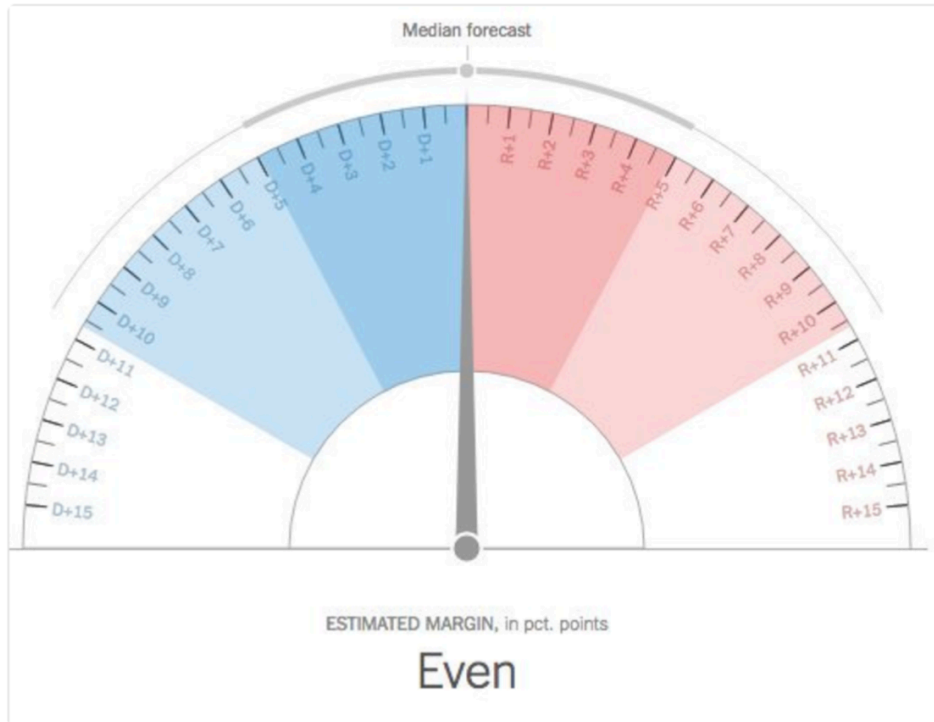 Median forecast
D+15
D+14
D+13
D+12
D+11
D+10
D+9
D+8
D+7
D+6
D+5
D+4
D+3
D+2
D+1
R+1
R+2
R+3
R+4
R+5
R+6
R+7
R+8
R+9
R+10
R+11
R+12
R+13
R+14
R+15
ESTIMATED MARGIN, in pct. points
Even